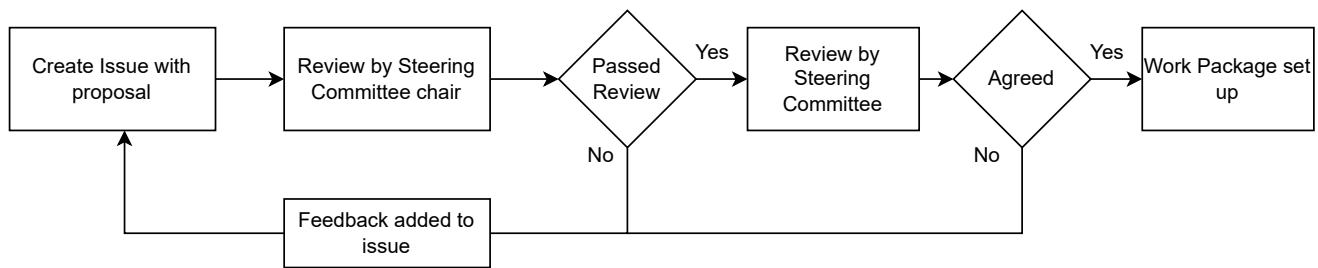 Create Issue with
proposal
Review by Steering
Committee chair
Passed
Review
Yes
No
Review by
Steering
Committee
Agreed
Yes
No
Work Package set
up
Feedback added to
issue